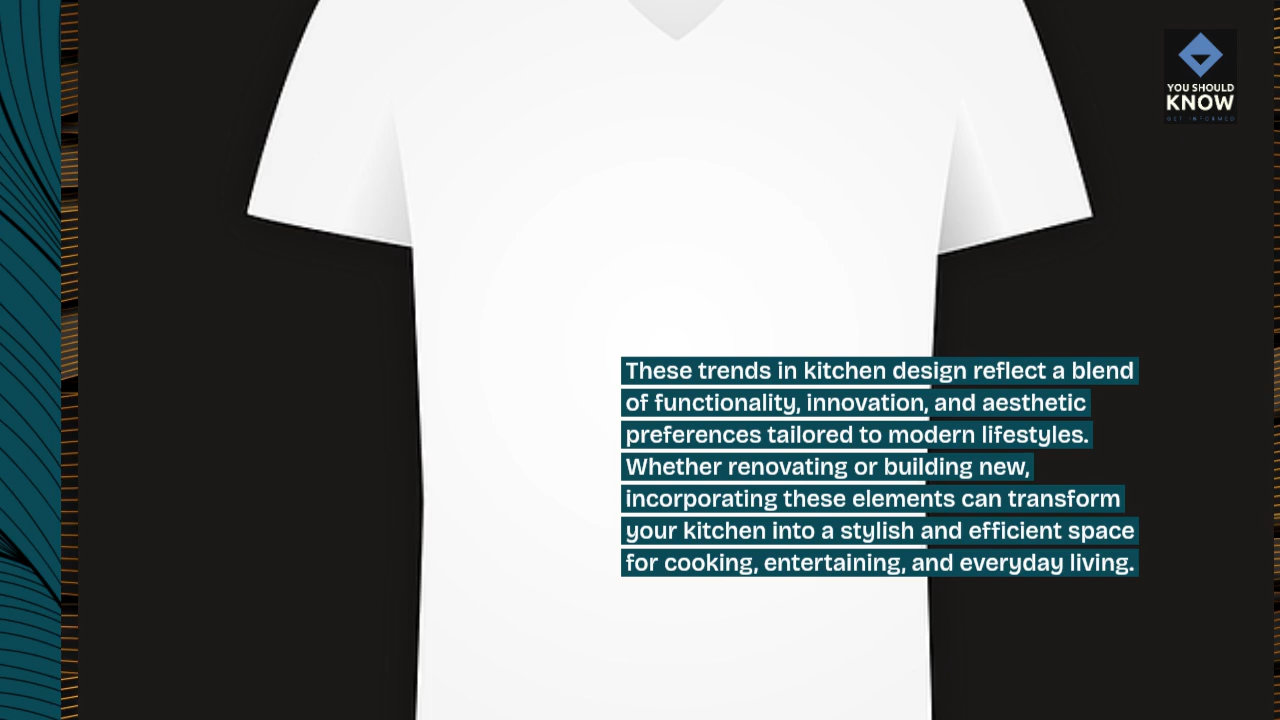 YOU SHOULD
KNOW
GET INFORMED
These trends in kitchen design reflect a blend
of functionality, innovation, and aesthetic
preferences tailored to modern lifestyles.
Whether renovating or building new,
incorporating these elements can transform
your kitchen into a stylish and efficient space
for cooking, entertaining, and everyday living.